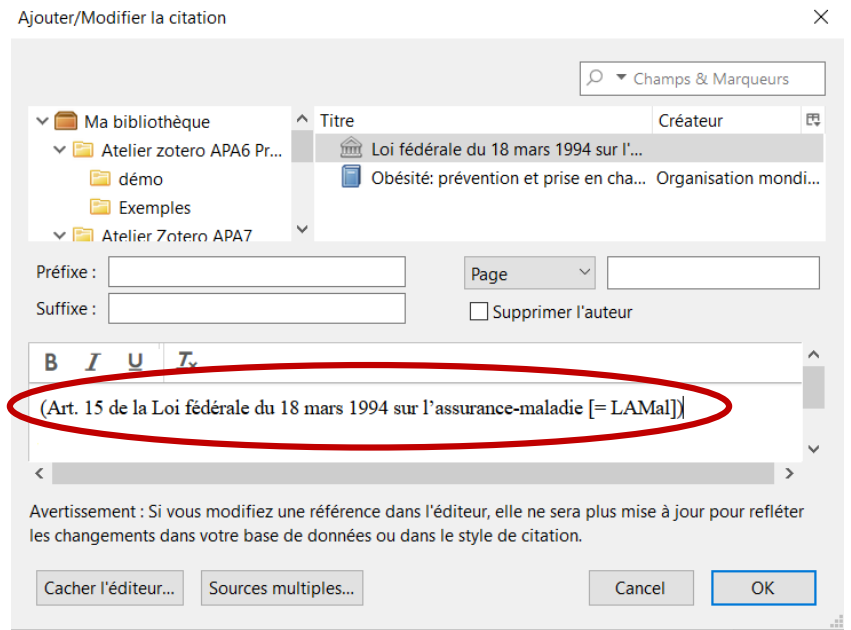 Ajouter/Modifier la citation
Champs & Marqueurs
Ma bibliothèque
Titre
Créateur
Atelier zotero APA6 Pr...
Loi fédérale du 18 mars 1994 sur l'...
démo
Obésité: prévention et prise en cha...
Organisation mondi...
Exemples
Atelier Zotero APA7
Préfixe :
Page
Suffixe :
Supprimer l'auteur
B I U Tx
(Art. 15 de la Loi fédérale du 18 mars 1994 sur l’assurance-maladie [= LAMal])
Avertissement : Si vous modifiez une référence dans l'éditeur, elle ne sera plus mise à jour pour refléter
les changements dans votre base de données ou dans le style de citation.
Cacher l'éditeur...
Sources multiples...
Cancel
OK